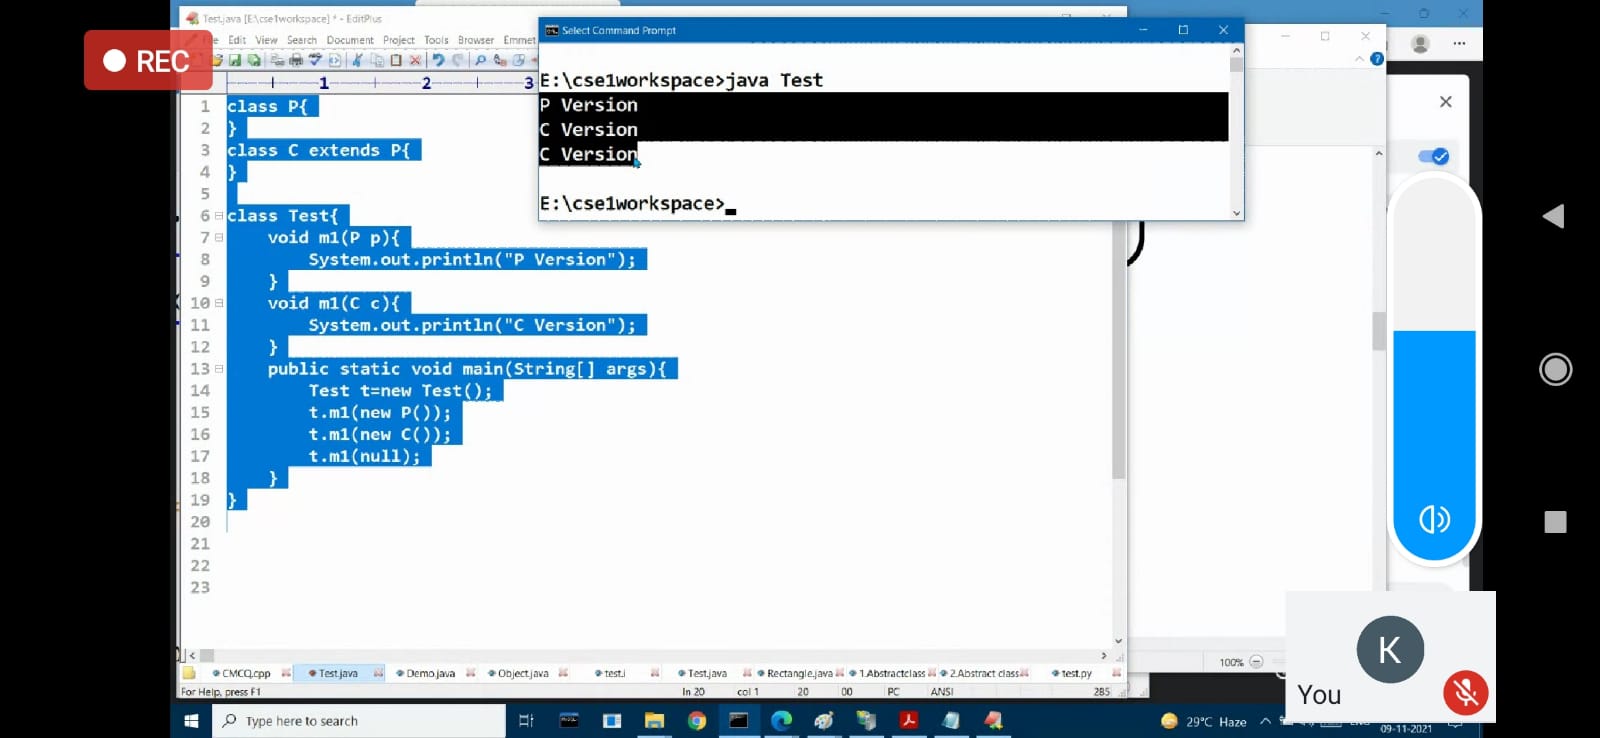 Test.java [E:\cse1workspace] * - EditPlus
Edit View Search Document Project Tools Browser Emmet
REC
1 2 3
1 class P{
2 }
3 class C extends P{
4 }
5
6 class Test{
7 void m1(P p){
8 System.out.println("P Version");
9 }
10 void m1(C c){
11 System.out.println("C Version");
12 }
13 public static void main(String[] args){
14 Test t=new Test();
15 t.m1(new P());
16 t.m1(new C());
17 t.m1(null);
18 }
19 }
20
21
22
23
Select Command Prompt
E:\cse1workspace>java Test
P Version
C Version
C Version
E:\cse1workspace>_
CMCQ.cpp Test.java Demo.java Object.java test.i Test.java Rectangle.java 1.Abstractclass 2.Abstract class test.py
100%
For Help, press F1 ln 20 col 1 20 00 PC ANSI 285
K
You
Type here to search
29°C Haze
09-11-2021